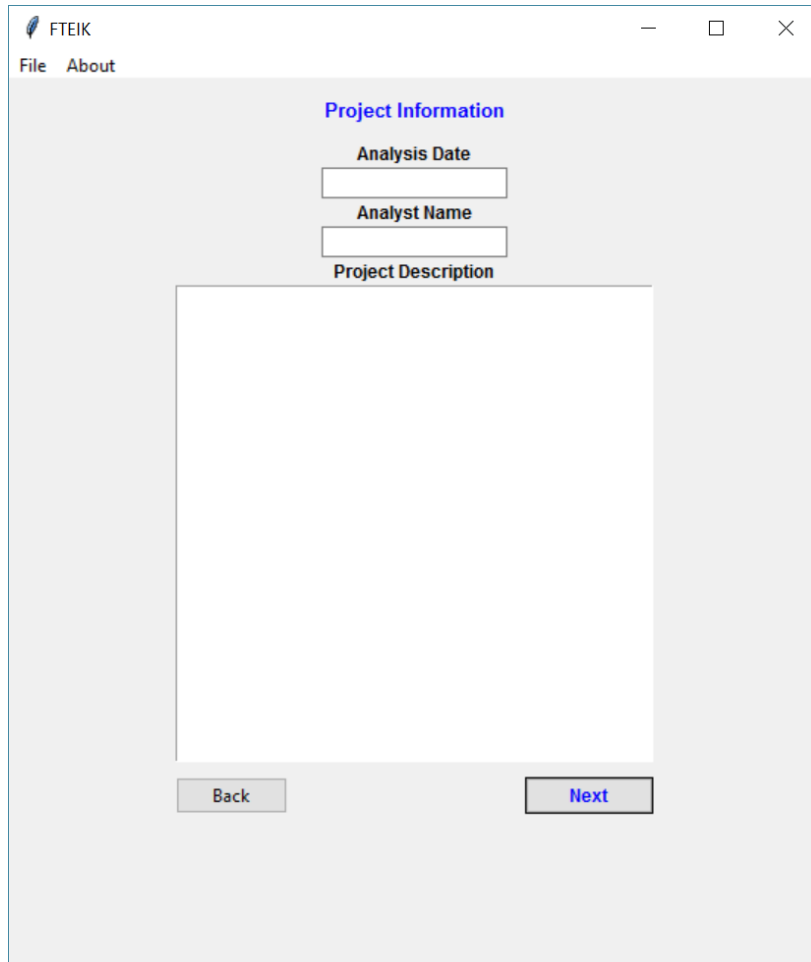 FTEIK
File About
Project Information
Analysis Date
Analyst Name
Project Description
Back Next